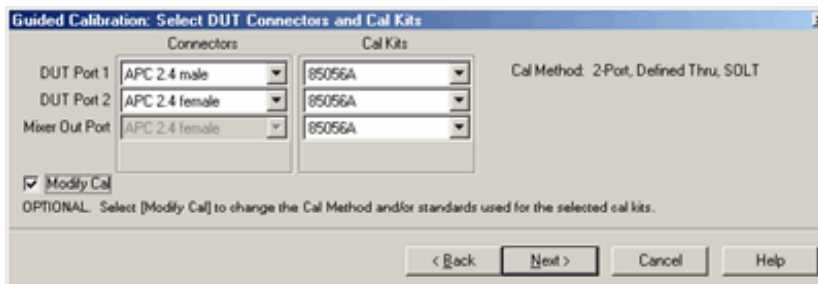 Guided Calibration: Select DUT Connectors and Cal Kits
Connectors Cal Kits
DUT Port 1 APC 2.4 male 85056A Cal Method: 2-Port, Defined Thru, SOLT
DUT Port 2 APC 2.4 female 85056A
Mixer Out Port APC 2.4 female 85056A
Modify Cal
OPTIONAL. Select [Modify Cal] to change the Cal Method and/or standards used for the selected cal kits.
< Back Next > Cancel Help